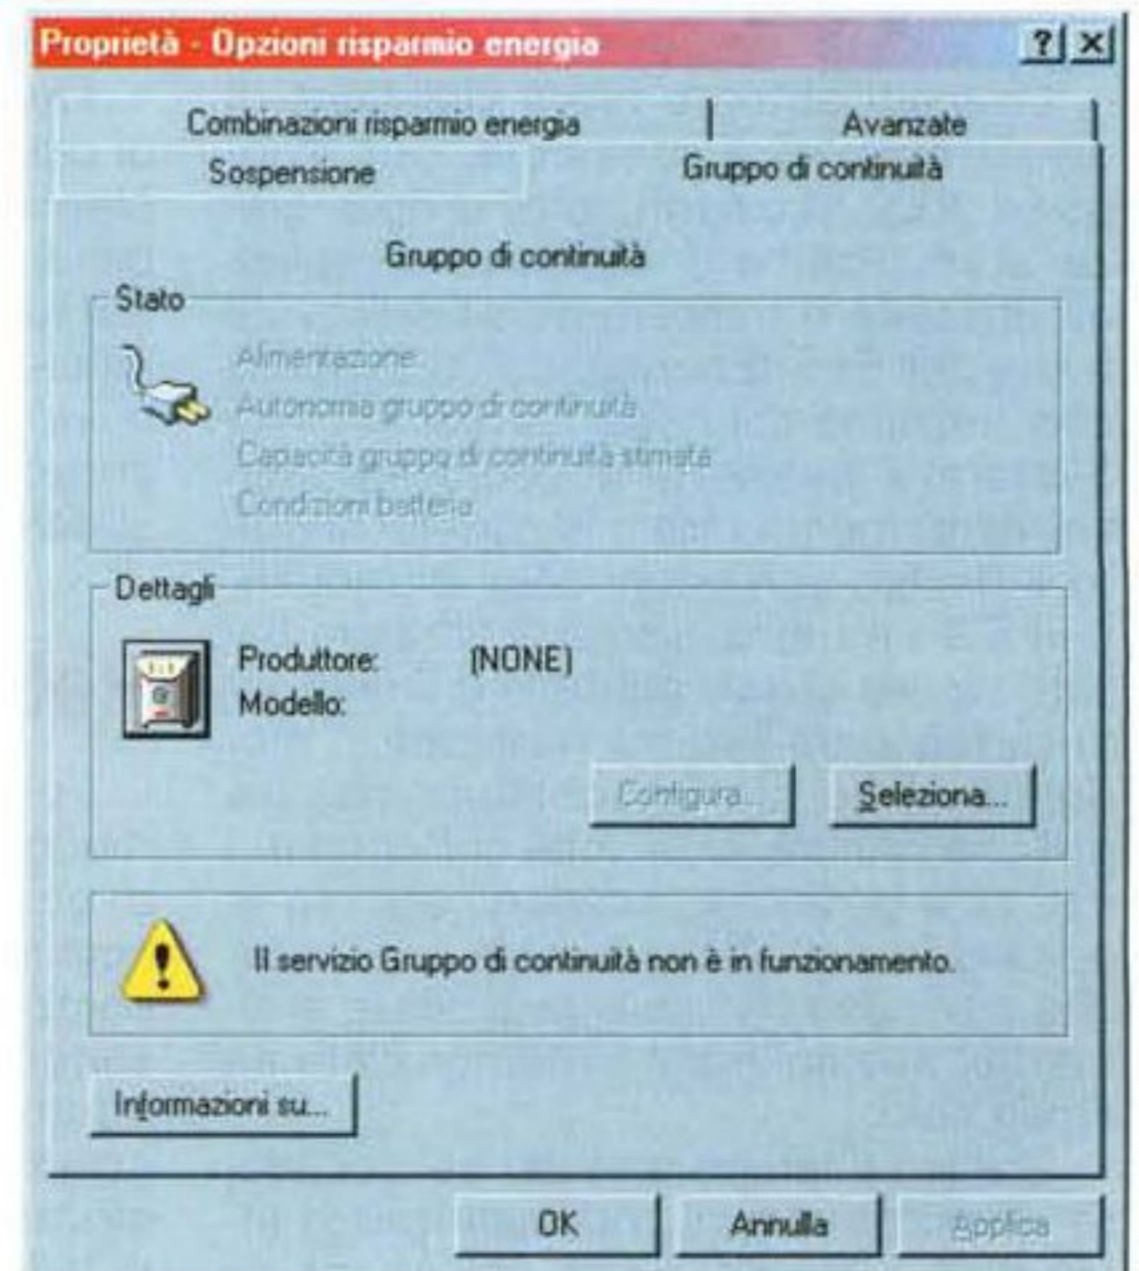 Proprietà - Opzioni risparmio energia
Combinazioni risparmio energia
Avanzate
Sospensione
Gruppo di continuità
Gruppo di continuità
Stato
Alimentazione
Autonomia gruppo di continuità
Capacità gruppo di continuità stimata
Condizioni batteria
Dettagli
Produttore: (NONE)
Modello:
Configura...
Seleziona...
Il servizio Gruppo di continuità non è in funzionamento.
Informazioni su...
OK
Annulla
Applica